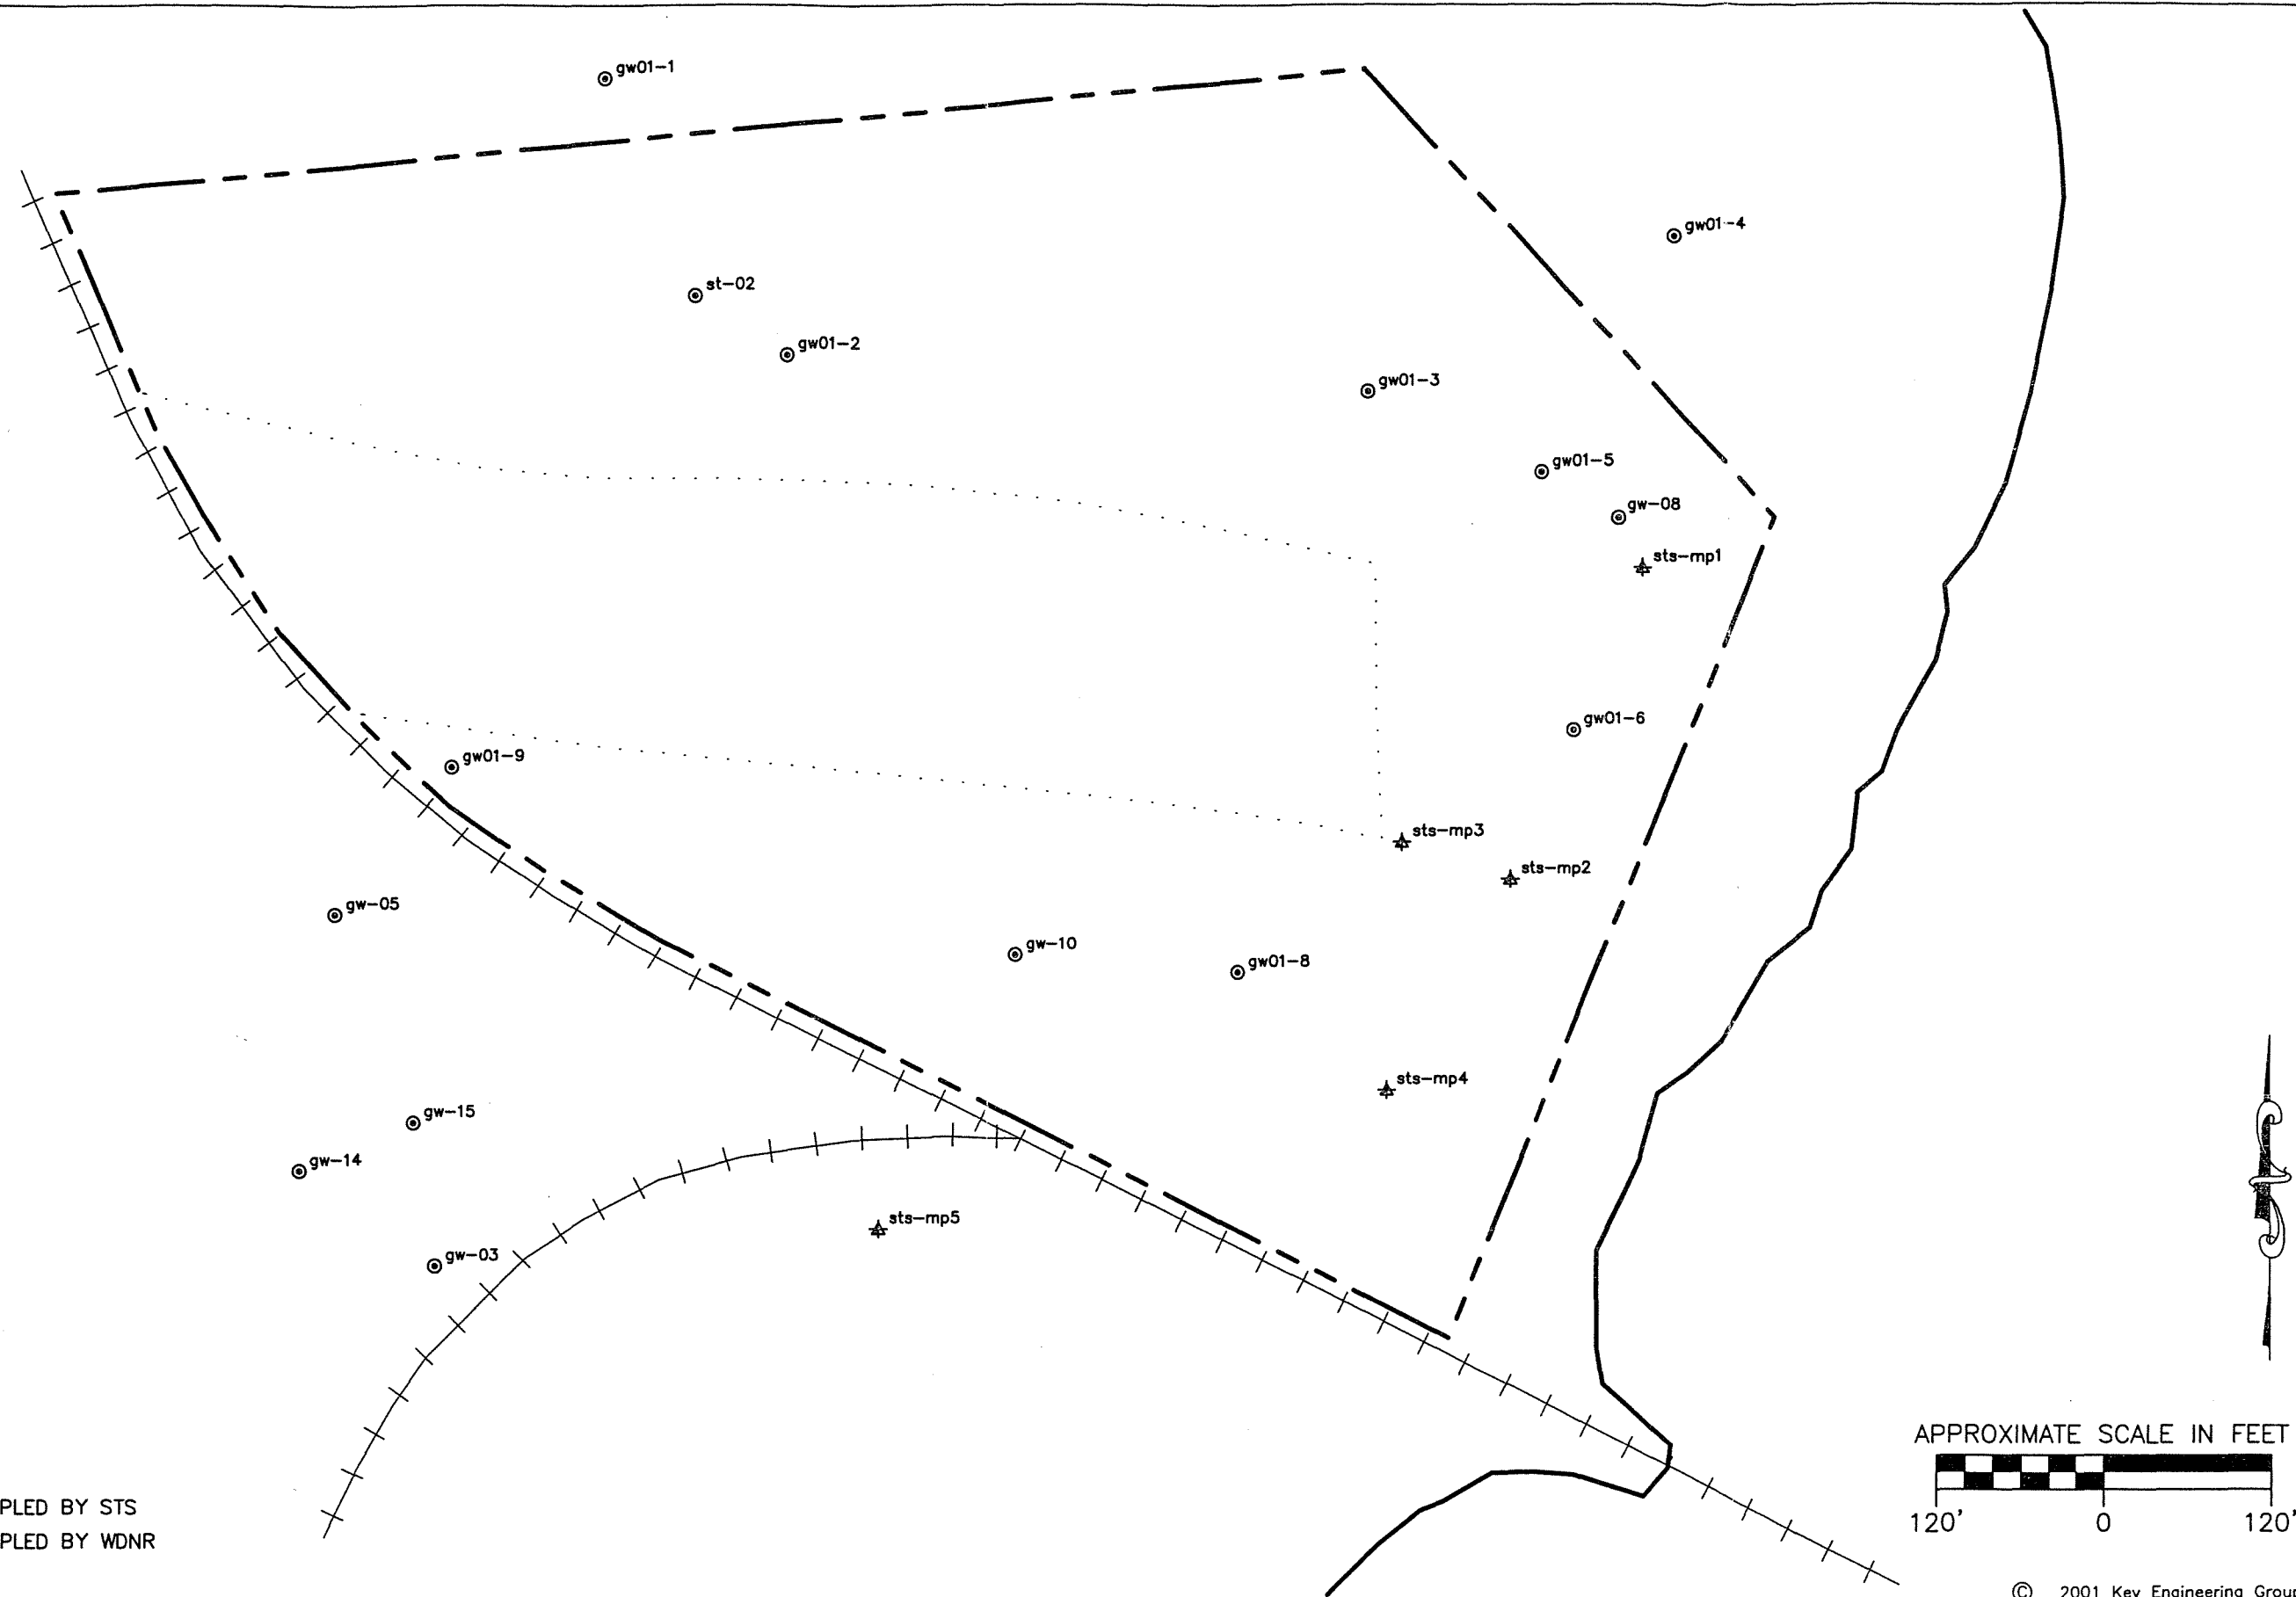 gw01-1
gw01-4
st-02
gw01-2
gw01-3
gw01-5
gw-08
sts-mp1
gw01-6
gw01-9
sts-mp3
sts-mp2
gw-05
gw-10
gw01-8
sts-mp4
gw-15
gw-14
sts-mp5
gw-03
APPROXIMATE SCALE IN FEET
120' 0 120'
PLED BY STS
PLED BY WDNR
© 2001 Key Engineering Group